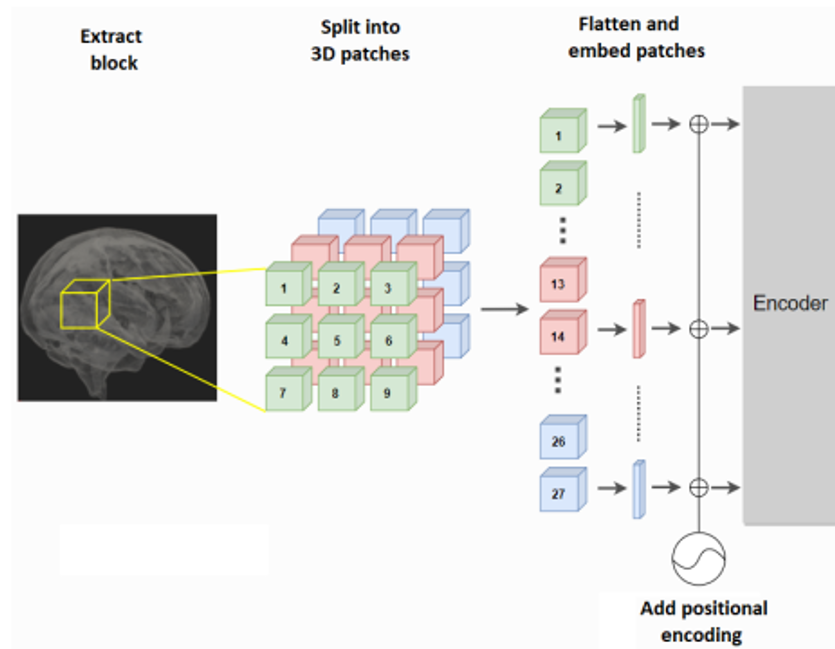 Extract
block
Split into
3D patches
Flatten and
embed patches
1
2
3
4
5
6
7
8
9
1
2
13
14
26
27
Encoder
Add positional
encoding